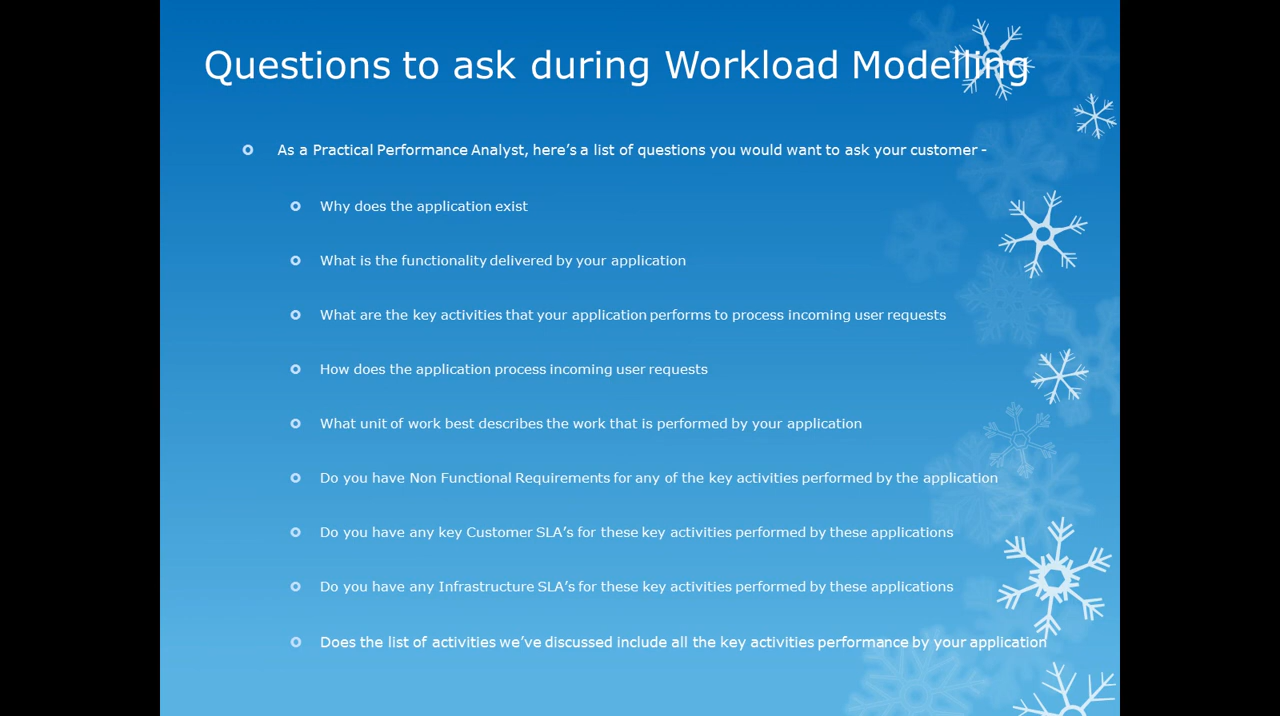 Questions to ask during Workload Modelling
As a Practical Performance Analyst, here's a list of questions you would want to ask your customer -
Why does the application exist
What is the functionality delivered by your application
What are the key activities that your application performs to process incoming user requests
How does the application process incoming user requests
What unit of work best describes the work that is performed by your application
Do you have Non Functional Requirements for any of the key activities performed by the application
Do you have any key Customer SLA's for these key activities performed by these applications
Do you have any Infrastructure SLA's for these key activities performed by these applications
Does the list of activities we've discussed include all the key activities performance by your application